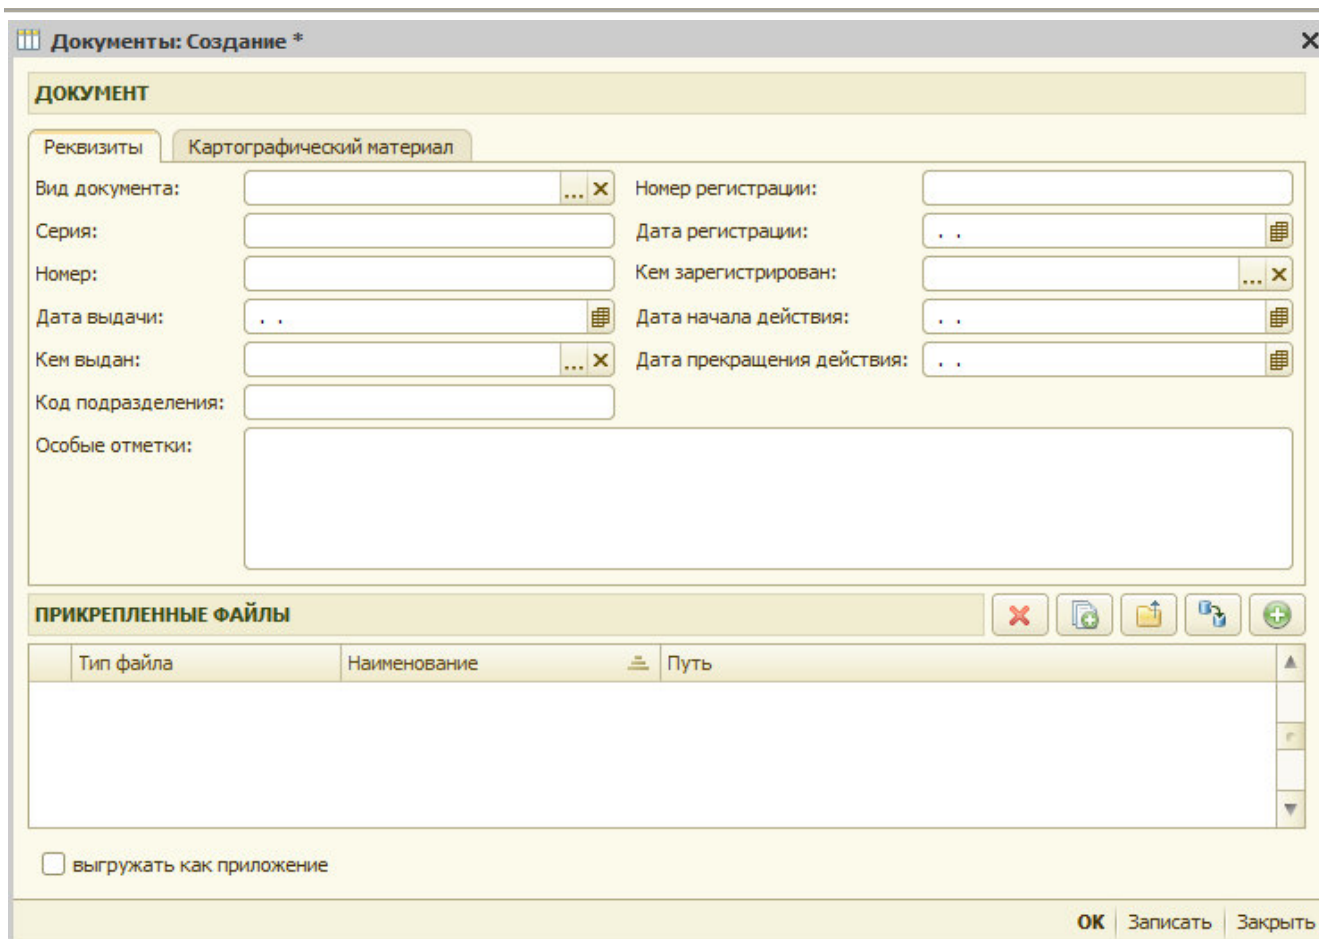 Документы: Создание *
ДОКУМЕНТ
Реквизиты Картографический материал
Вид документа: ... Номер регистрации:
Серия: Дата регистрации: . .
Номер: Кем зарегистрирован: ...
Дата выдачи: . . Дата начала действия: . .
Кем выдан: ... Дата прекращения действия: . .
Код подразделения:
Особые отметки:
ПРИКРЕПЛЕННЫЕ ФАЙЛЫ
Тип файла Наименование Путь
выгружать как приложение
ОК Записать Закрыть